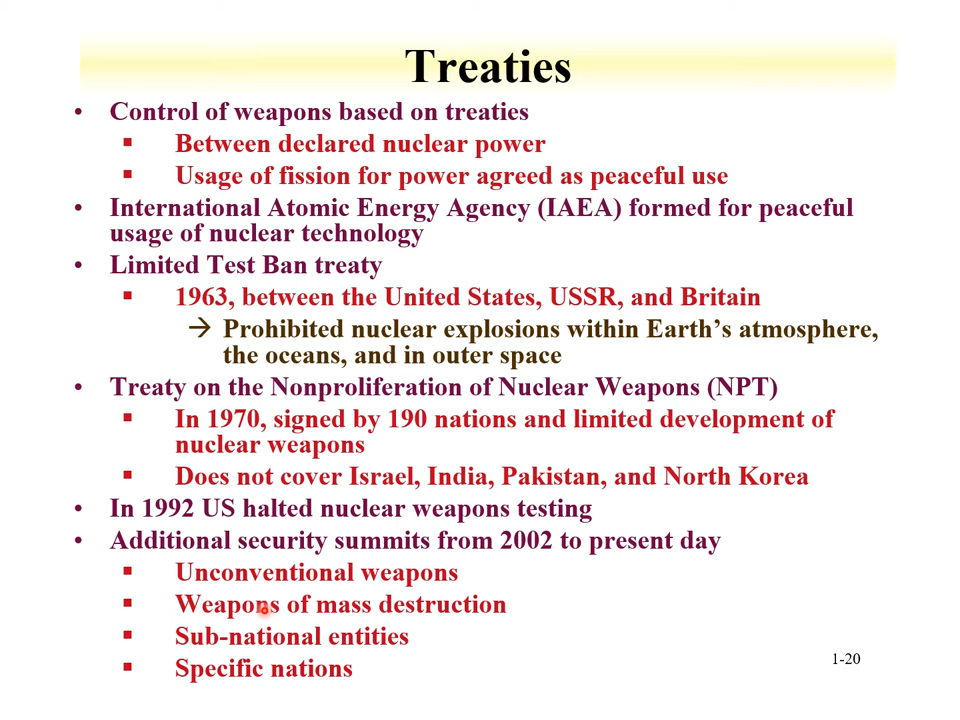 Treaties
• Control of weapons based on treaties
▪ Between declared nuclear power
▪ Usage of fission for power agreed as peaceful use
• International Atomic Energy Agency (IAEA) formed for peaceful
usage of nuclear technology
• Limited Test Ban treaty
▪ 1963, between the United States, USSR, and Britain
→ Prohibited nuclear explosions within Earth’s atmosphere,
the oceans, and in outer space
• Treaty on the Nonproliferation of Nuclear Weapons (NPT)
▪ In 1970, signed by 190 nations and limited development of
nuclear weapons
▪ Does not cover Israel, India, Pakistan, and North Korea
• In 1992 US halted nuclear weapons testing
• Additional security summits from 2002 to present day
▪ Unconventional weapons
▪ Weapons of mass destruction
▪ Sub-national entities
▪ Specific nations
1-20